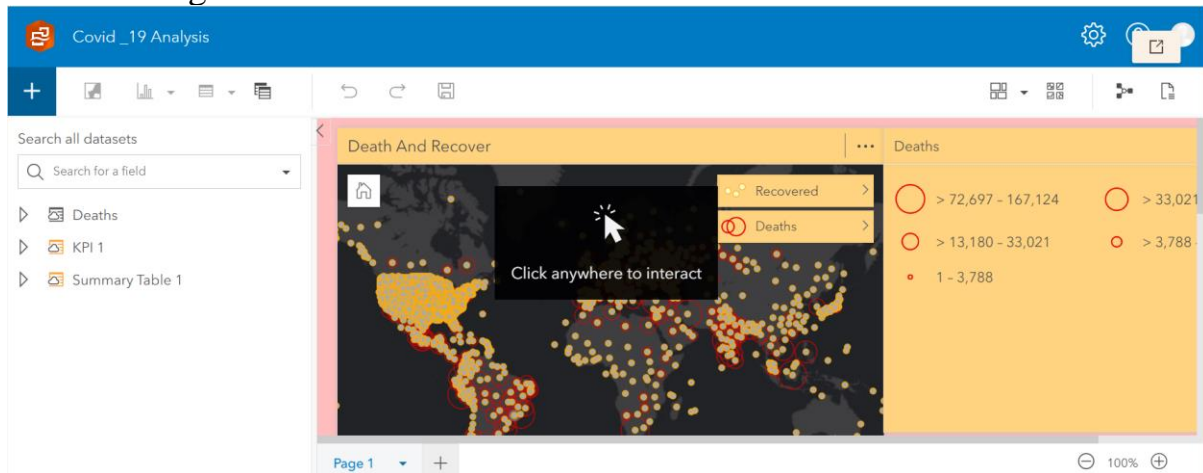 Covid _19 Analysis
Search all datasets
Search for a field
Deaths
KPI 1
Summary Table 1
Death And Recover
Recovered
Deaths
Click anywhere to interact
Deaths
> 72,697 - 167,124
> 33,021
> 13,180 - 33,021
> 3,788 -
1 - 3,788
Page 1
100%